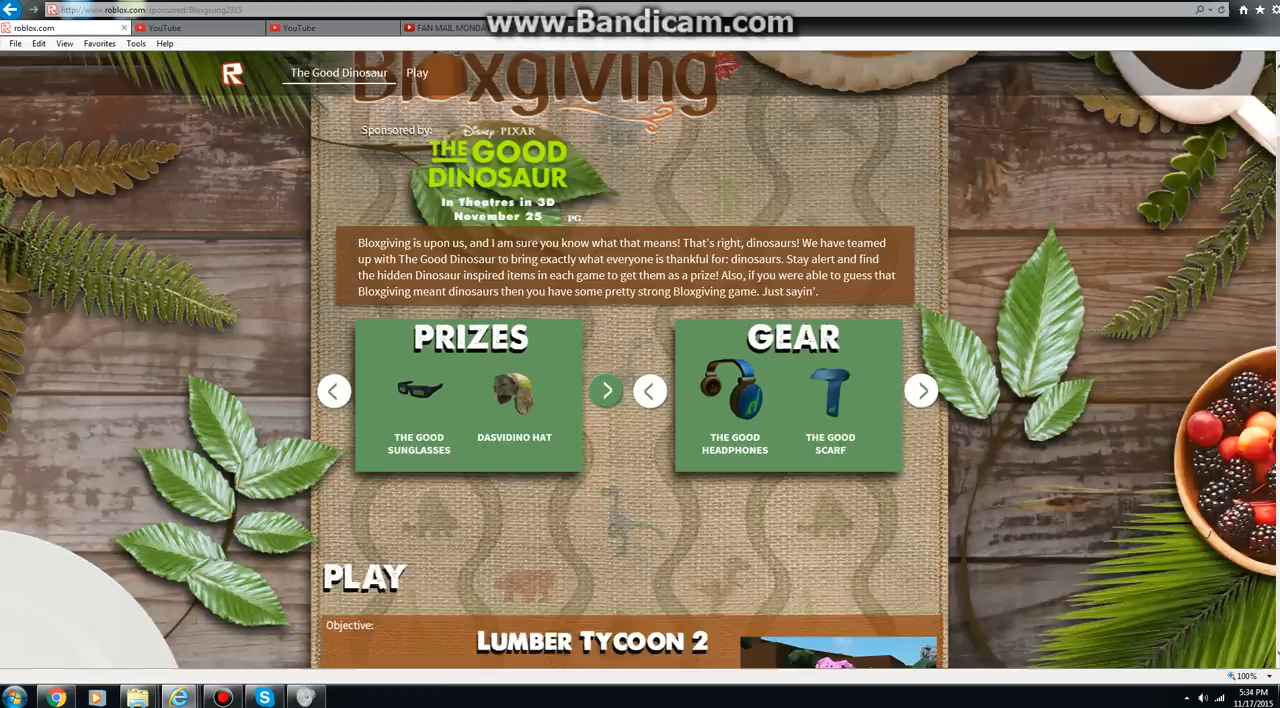 www.Bandicam.com
http://www.roblox.com/sponsored/Bloxgiving2015
roblox.com
YouTube
YouTube
FAN MAIL MONDA
File Edit View Favorites Tools Help
The Good Dinosaur Play
Bloxgiving
Sponsored by:
Disney PIXAR
THE GOOD
DINOSAUR
In Theatres in 3D
November 25 PG
Bloxgiving is upon us, and I am sure you know what that means! That's right, dinosaurs! We have teamed
up with The Good Dinosaur to bring exactly what everyone is thankful for: dinosaurs. Stay alert and find
the hidden Dinosaur inspired items in each game to get them as a prize! Also, if you were able to guess that
Bloxgiving meant dinosaurs then you have some pretty strong Bloxgiving game. Just sayin'.
PRIZES
THE GOOD
SUNGLASSES
DASVIDINO HAT
GEAR
THE GOOD
HEADPHONES
THE GOOD
SCARF
PLAY
Objective:
LUMBER TYCOON 2
100%
5:34 PM
11/17/2015